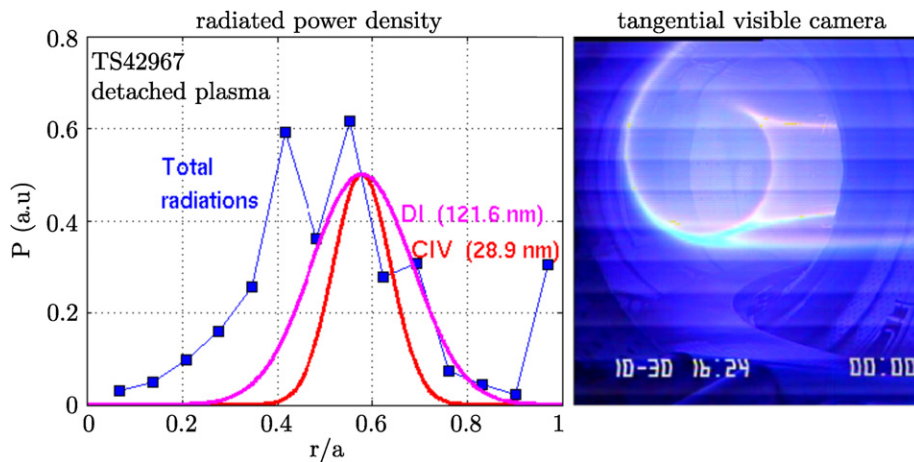 radiated power density
tangential visible camera
0.8
0.6
0.4
0.2
0
P (a.u)
TS42967
detached plasma
Total
radiations
DI (121.6 nm)
CIV (28.9 nm)
0
0.2
0.4
0.6
0.8
1
r/a
10-30 16:24
00:00